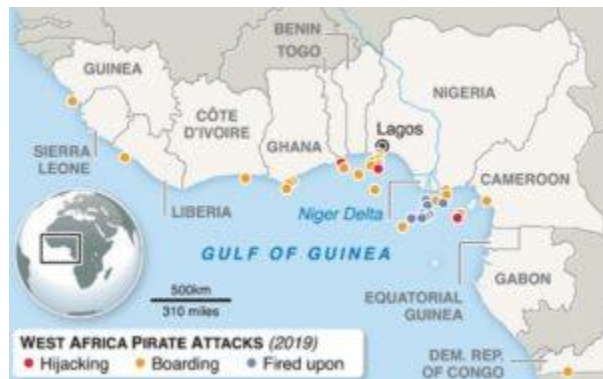 BENIN
TOGO
GUINEA
NIGERIA
CÔTE
D'IVOIRE
Lagos
GHANA
SIERRA
LEONE
CAMEROON
LIBERIA
Niger Delta
GULF OF GUINEA
GABON
500km
310 miles
EQUATORIAL
GUINEA
WEST AFRICA PIRATE ATTACKS (2019)
Hijacking Boarding Fired upon
DEM. REP.
OF CONGO